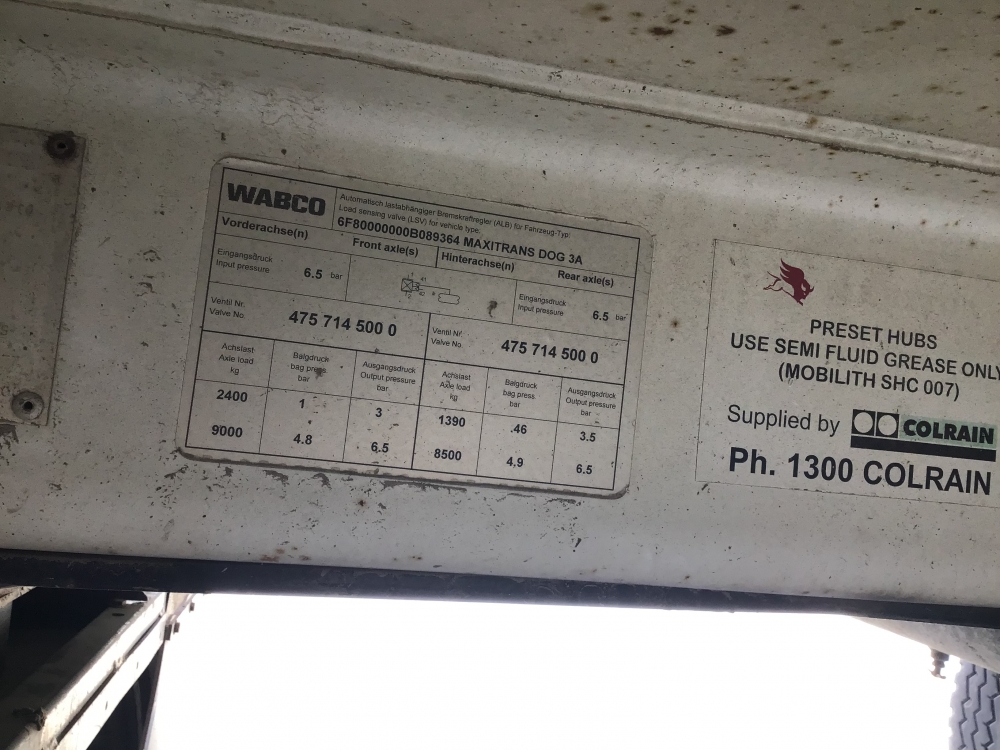 WABCO
Automatisch lastabhängiger Bremskraftregler (ALB) für Fahrzeug-Typ:
Load sensing valve (LSV) for vehicle type:
6F80000000B089364 MAXITRANS DOG 3A
Vorderachse(n) Front axle(s) Hinterachse(n) Rear axle(s)
Eingangsdruck
Input pressure
6.5 bar
Eingangsdruck
Input pressure
6.5 bar
Ventil Nr.
Valve No.
475 714 500 0
Ventil Nr.
Valve No.
475 714 500 0
Achslast
Axle load
kg
Balgdruck
bag press.
bar
Ausgangsdruck
Output pressure
bar
Achslast
Axle load
kg
Balgdruck
bag press.
bar
Ausgangsdruck
Output pressure
bar
2400 1 3 1390 .46 3.5
9000 4.8 6.5 8500 4.9 6.5
PRESET HUBS
USE SEMI FLUID GREASE ONLY
(MOBILITH SHC 007)
Supplied by COLRAIN
Ph. 1300 COLRAIN